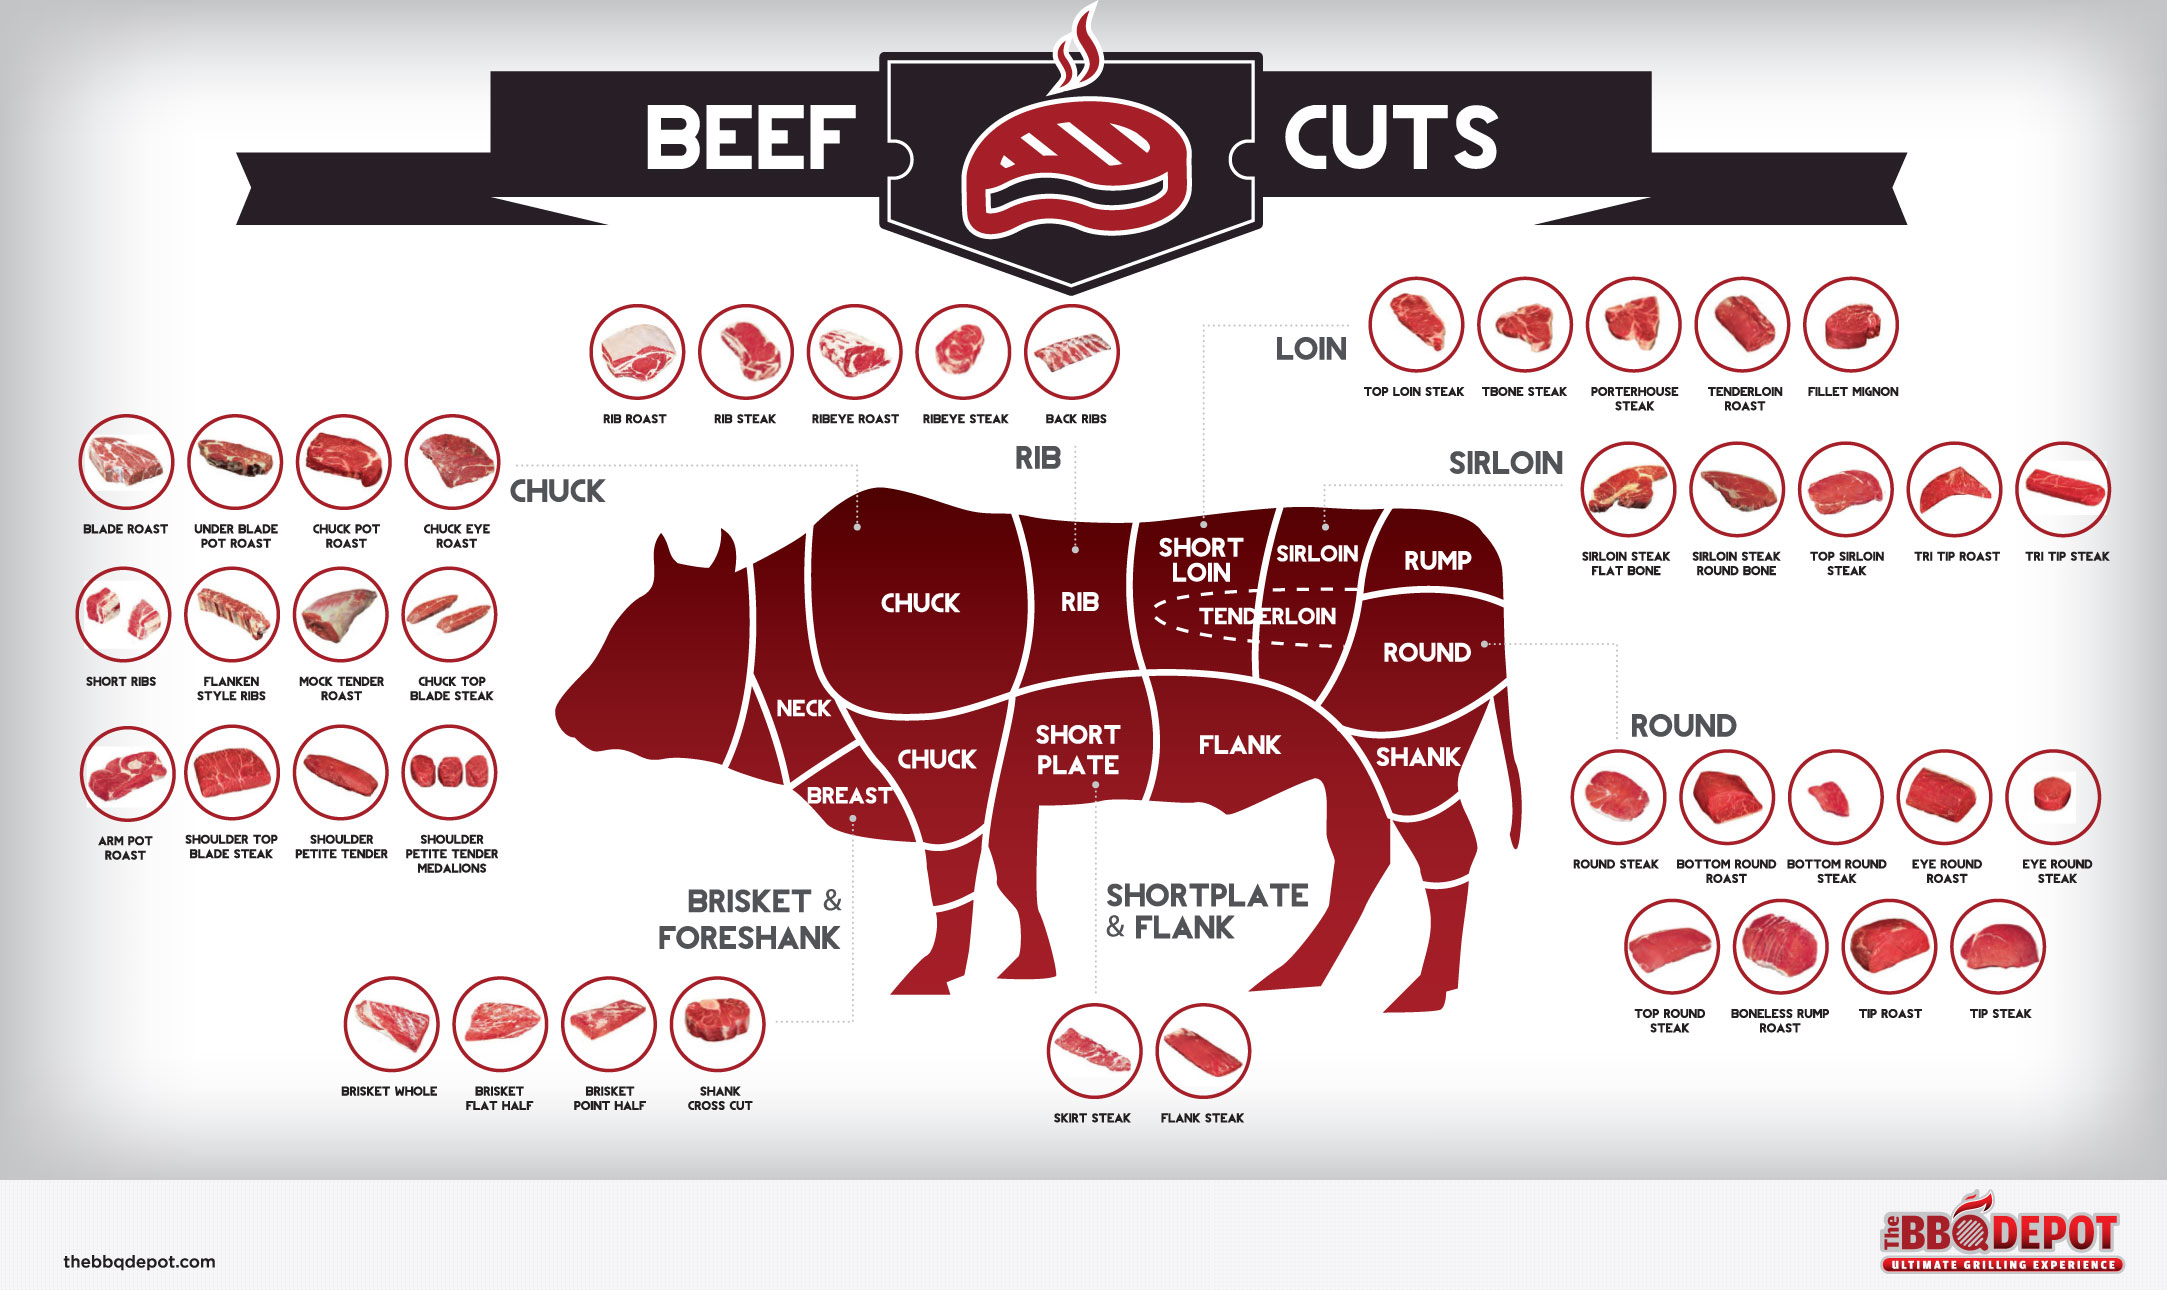 BEEF CUTS
LOIN
TOP LOIN STEAK
TBONE STEAK
PORTERHOUSE
STEAK
TENDERLOIN
ROAST
FILLET MIGNON
RIB ROAST
RIB STEAK
RIBEYE ROAST
RIBEYE STEAK
BACK RIBS
RIB
SIRLOIN
SIRLOIN STEAK
FLAT BONE
SIRLOIN STEAK
ROUND BONE
TOP SIRLOIN
STEAK
TRI TIP ROAST
TRI TIP STEAK
CHUCK
BLADE ROAST
UNDER BLADE
POT ROAST
CHUCK POT
ROAST
CHUCK EYE
ROAST
SHORT RIBS
FLANKEN
STYLE RIBS
MOCK TENDER
ROAST
CHUCK TOP
BLADE STEAK
ARM POT
ROAST
SHOULDER TOP
BLADE STEAK
SHOULDER
PETITE TENDER
SHOULDER
PETITE TENDER
MEDALIONS
NECK
CHUCK
RIB
SHORT
LOIN
SIRLOIN
TENDERLOIN
RUMP
ROUND
BREAST
CHUCK
SHORT
PLATE
FLANK
SHANK
ROUND
ROUND STEAK
BOTTOM ROUND
ROAST
BOTTOM ROUND
STEAK
EYE ROUND
ROAST
EYE ROUND
STEAK
TOP ROUND
STEAK
BONELESS RUMP
ROAST
TIP ROAST
TIP STEAK
BRISKET &
FORESHANK
BRISKET WHOLE
BRISKET
FLAT HALF
BRISKET
POINT HALF
SHANK
CROSS CUT
SHORTPLATE
& FLANK
SKIRT STEAK
FLANK STEAK
thebbqdepot.com
The BBQ DEPOT
ULTIMATE GRILLING EXPERIENCE